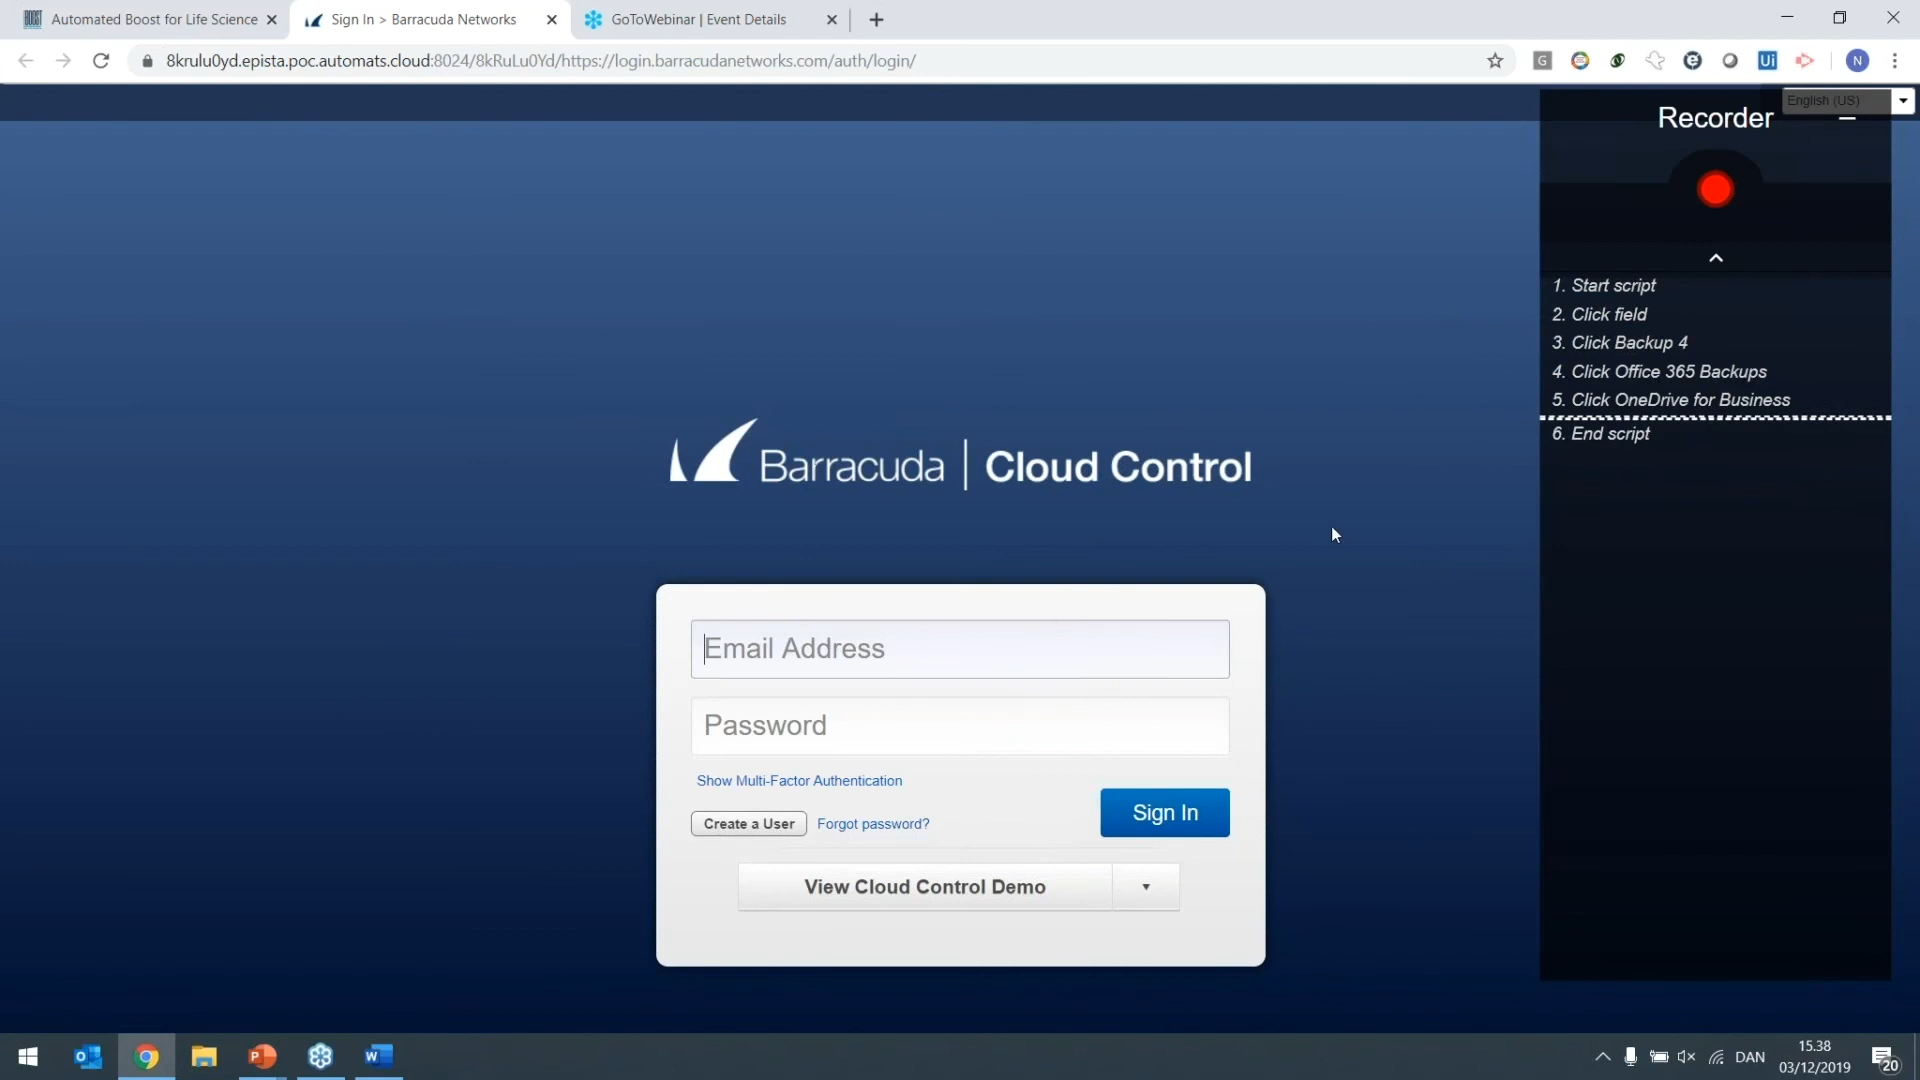 Automated Boost for Life Science
Sign In > Barracuda Networks
GoToWebinar | Event Details
8krulu0yd.epista.poc.automats.cloud:8024/8kRuLu0Yd/https://login.barracudanetworks.com/auth/login/
English (US)
Recorder
1. Start script
2. Click field
3. Click Backup 4
4. Click Office 365 Backups
5. Click OneDrive for Business
6. End script
Barracuda | Cloud Control
Email Address
Password
Show Multi-Factor Authentication
Create a User
Forgot password?
Sign In
View Cloud Control Demo
DAN
15.38
03/12/2019
20